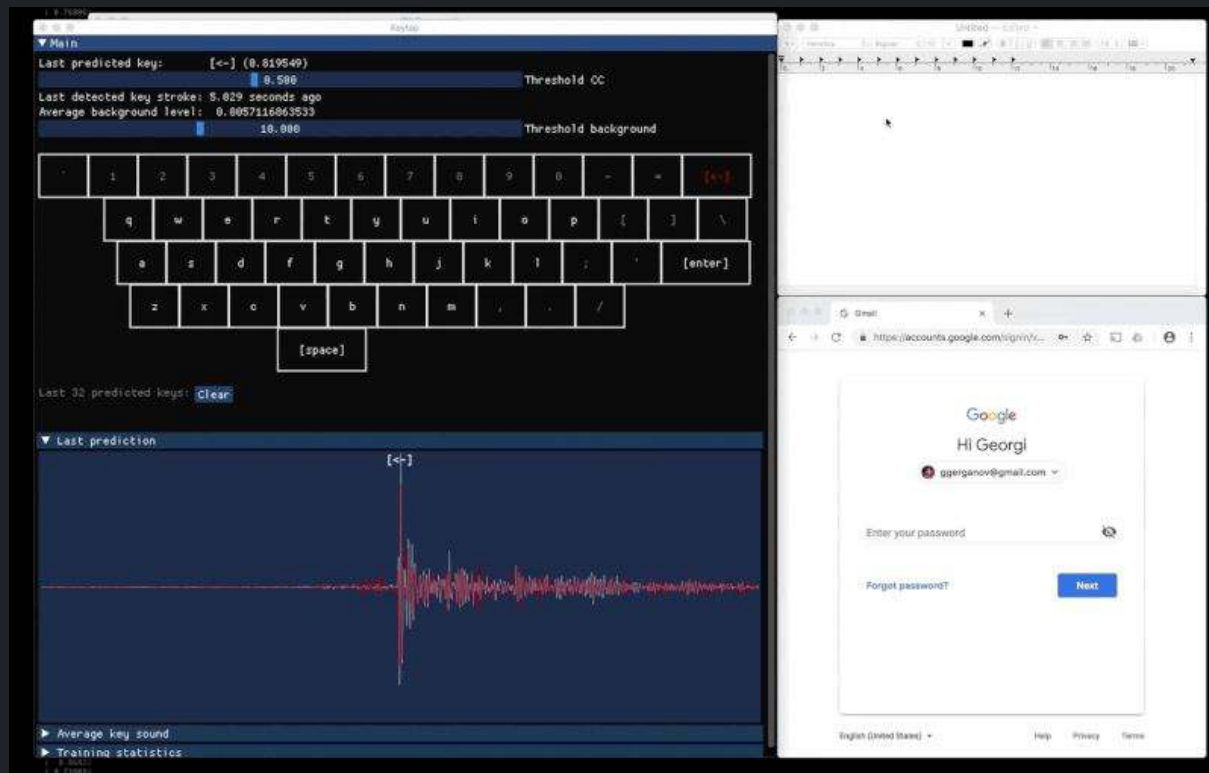 Keytap
▼ Main
Last predicted key: [<-] (0.819549)
0.500 Threshold CC
Last detected key stroke: 5.029 seconds ago
Average background level: 0.0057116863533
10.000 Threshold background
` 1 2 3 4 5 6 7 8 9 0 - = [<-]
q w e r t y u i o p [ ] \
a s d f g h j k l ; ' [enter]
z x c v b n m , . /
[space]
Last 32 predicted keys: Clear
▼ Last prediction
[<-]
▶ Average key sound
▶ Training statistics
Untitled
Gmail
https://accounts.google.com/signin/v...
Google
Hi Georgi
ggerganov@gmail.com
Enter your password
Forgot password?
Next
English (United States)
Help Privacy Terms